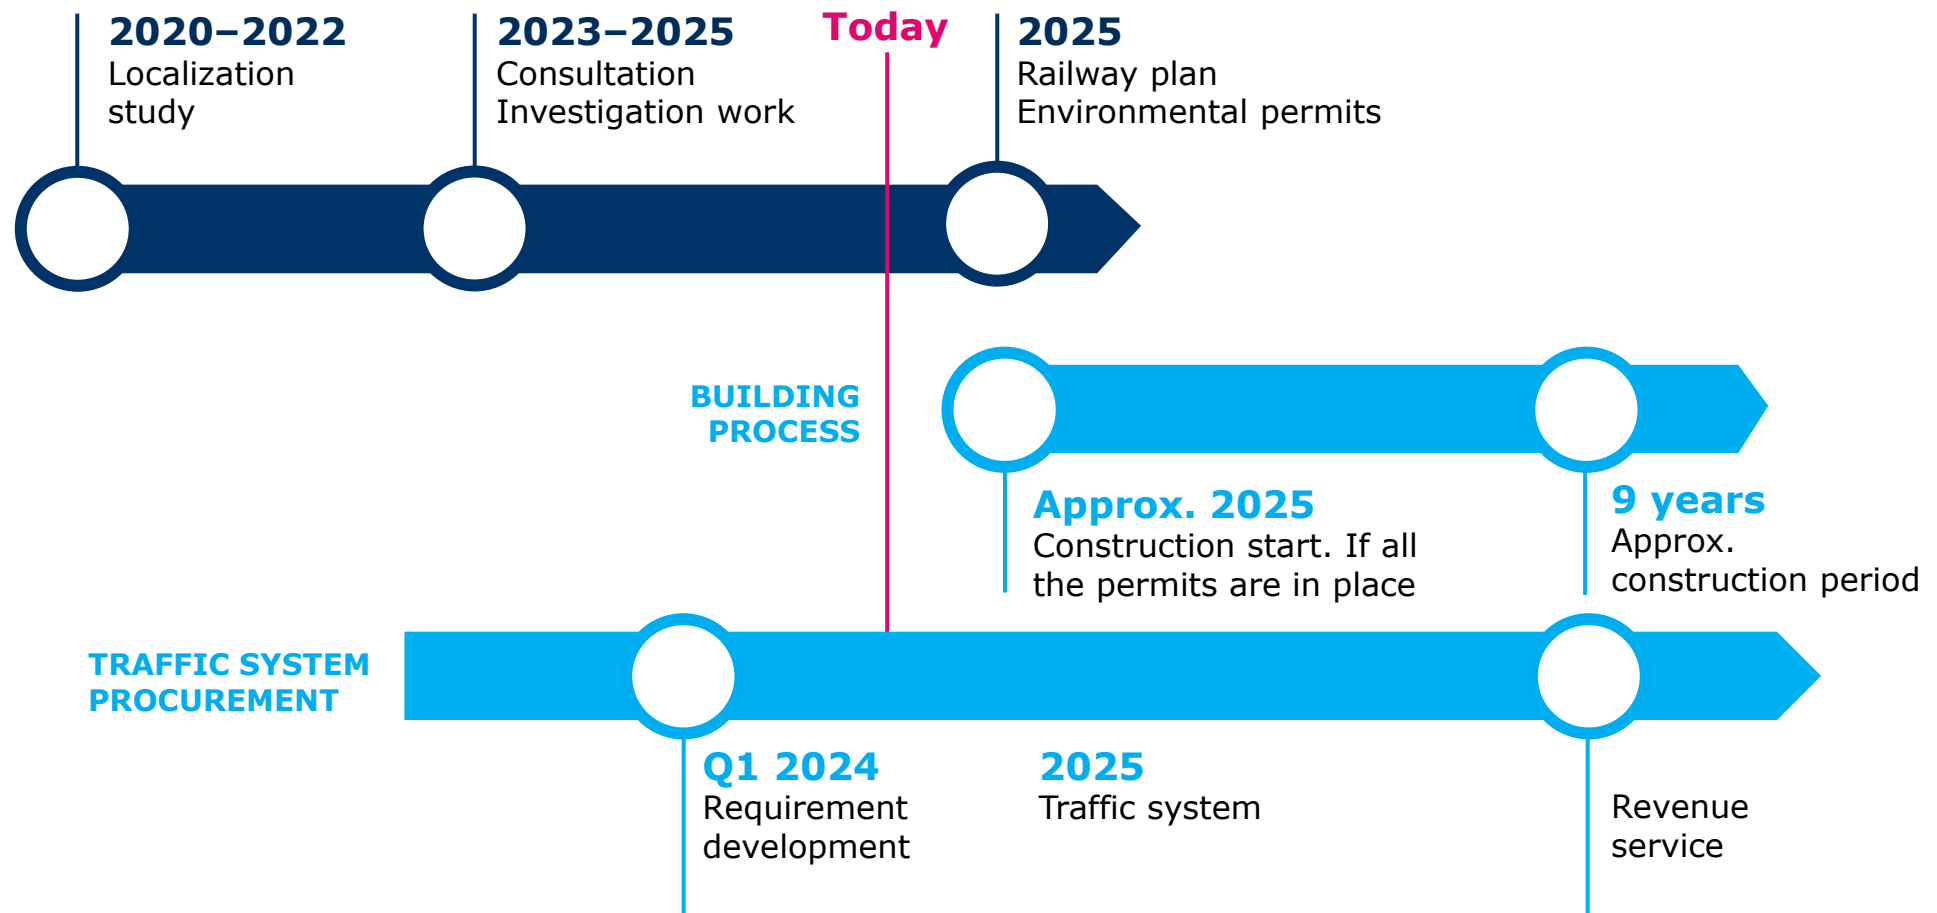 2020–2022
Localization
study
2023–2025
Consultation
Investigation work
Today
2025
Railway plan
Environmental permits
BUILDING
PROCESS
Approx. 2025
Construction start. If all
the permits are in place
9 years
Approx.
construction period
TRAFFIC SYSTEM
PROCUREMENT
Q1 2024
Requirement
development
2025
Traffic system
Revenue
service